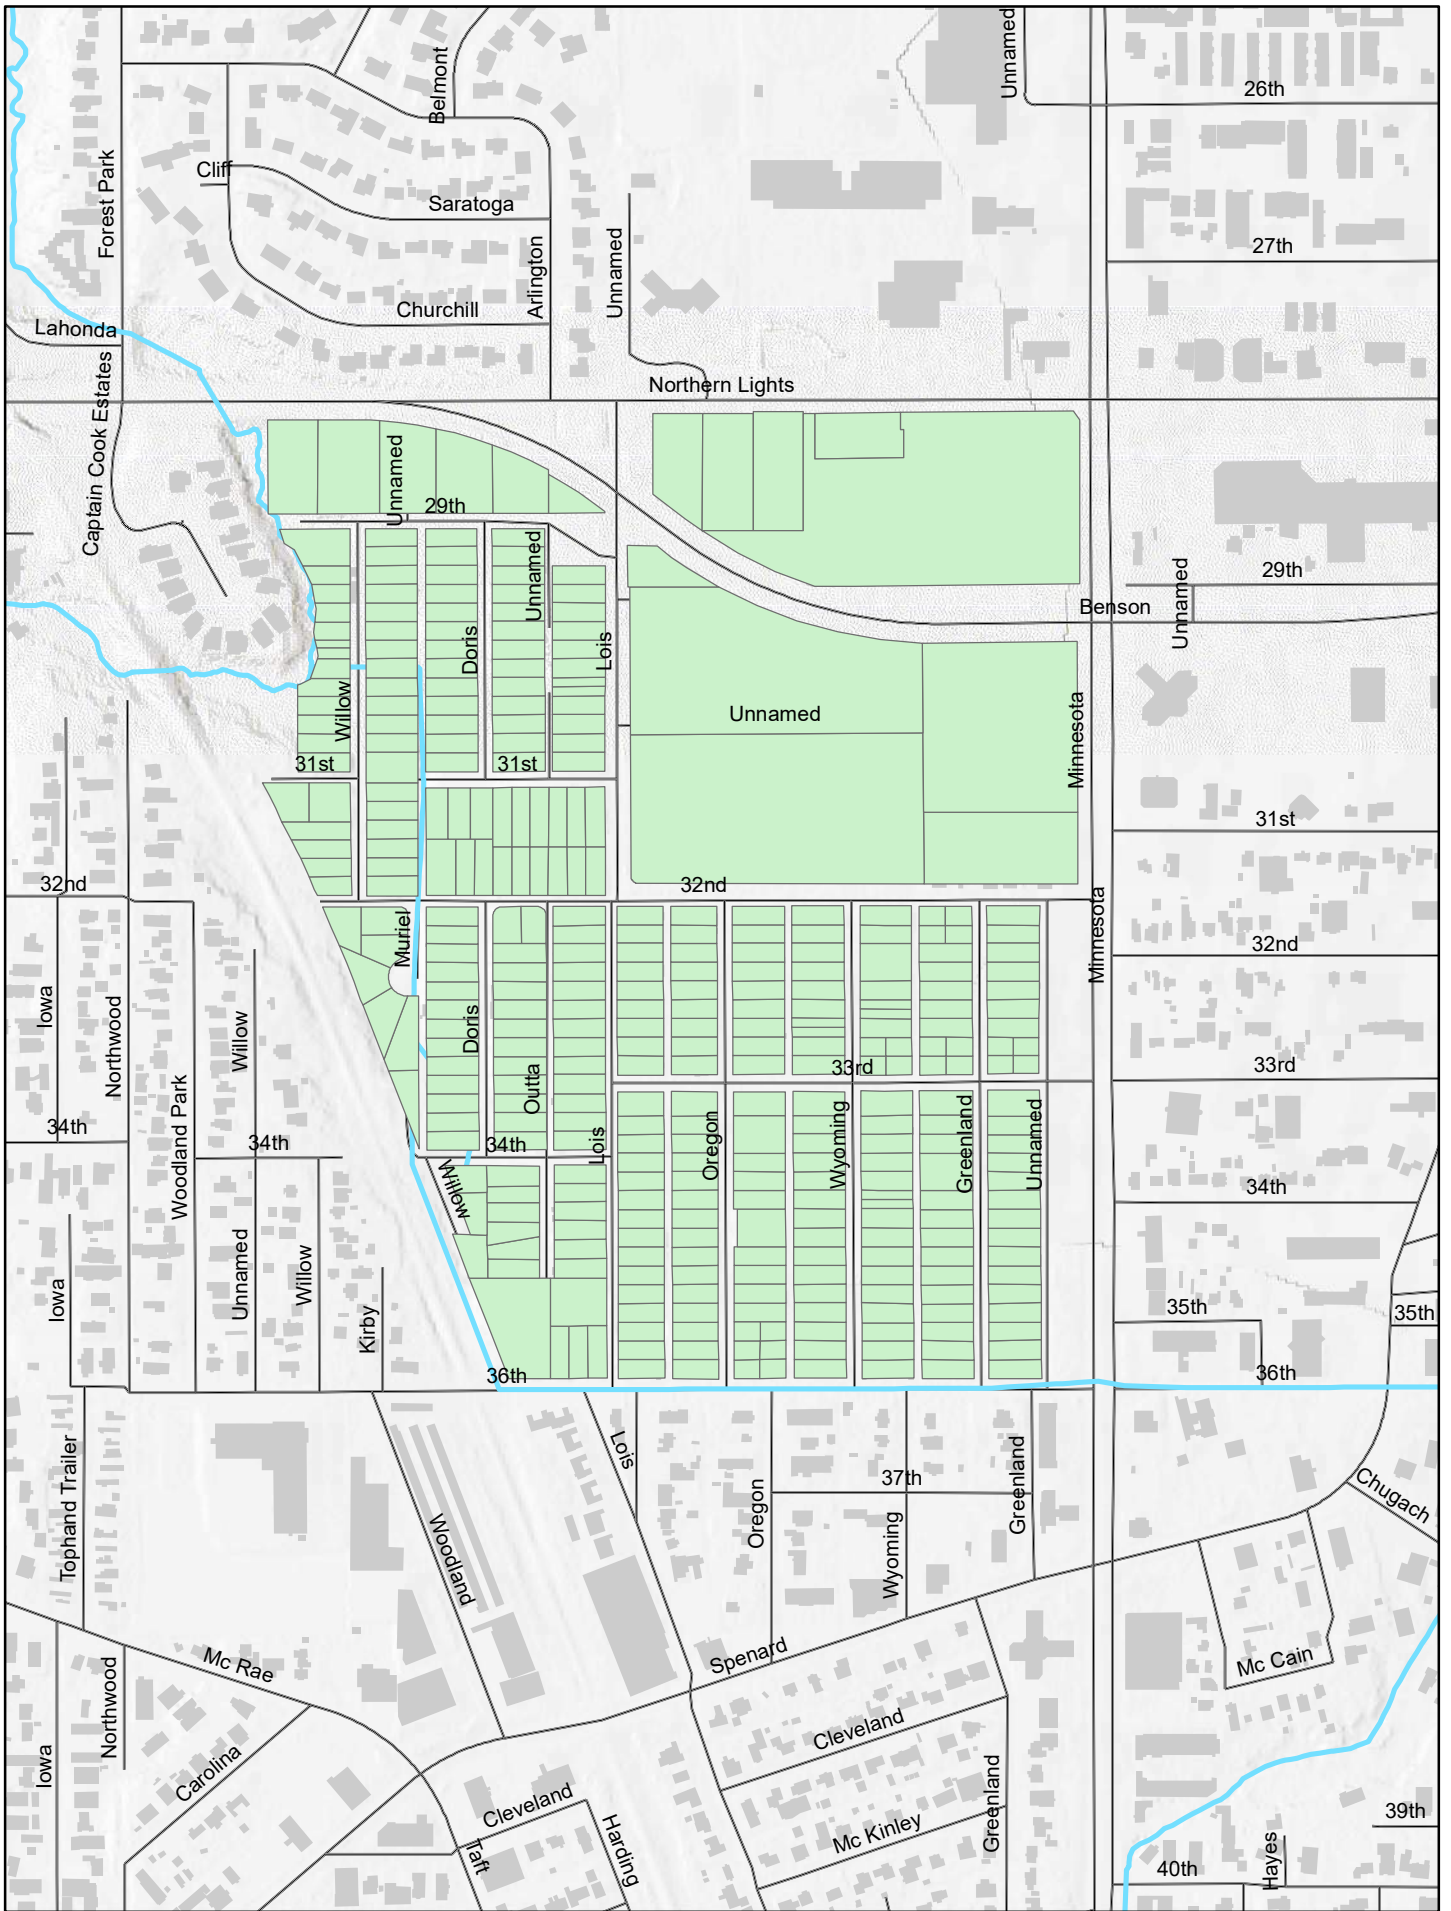 Unnamed
26th
Belmont
Forest Park
Cliff
Saratoga
27th
Arlington
Unnamed
Churchill
Lahonda
Northern Lights
Captain Cook Estates
Unnamed
29th
Unnamed
29th
Unnamed
Benson
Doris
Lois
Willow
Unnamed
Minnesota
31st
31st
31st
32nd
32nd
Muriel
Minnesota
32nd
Iowa
Northwood
Willow
Doris
33rd
33rd
Outta
Woodland Park
34th
34th
34th
Lois
Oregon
Wyoming
Greenland
Unnamed
Willow
34th
Iowa
Unnamed
Willow
Kirby
35th
35th
36th
36th
Tophand Trailer
Lois
37th
Oregon
Wyoming
Greenland
Chugach
Woodland
Mc Rae
Spenard
Mc Cain
Iowa
Northwood
Carolina
Cleveland
Cleveland
Harding
Taft
Mc Kinley
Greenland
39th
40th
Hayes